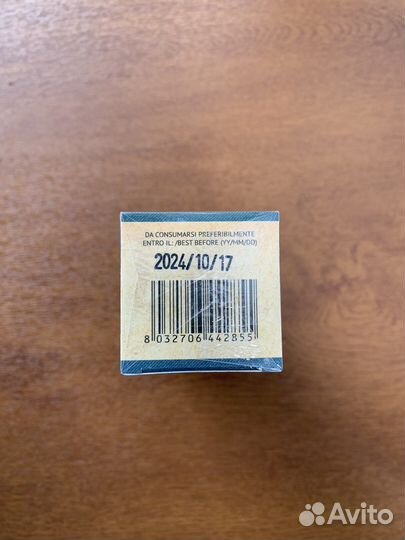 DA CONSUMARSI PREFERIBILMENTE
ENTRO IL: /BEST BEFORE (YY/MM/DD)
2024/10/17
8 032706 442855
Avito